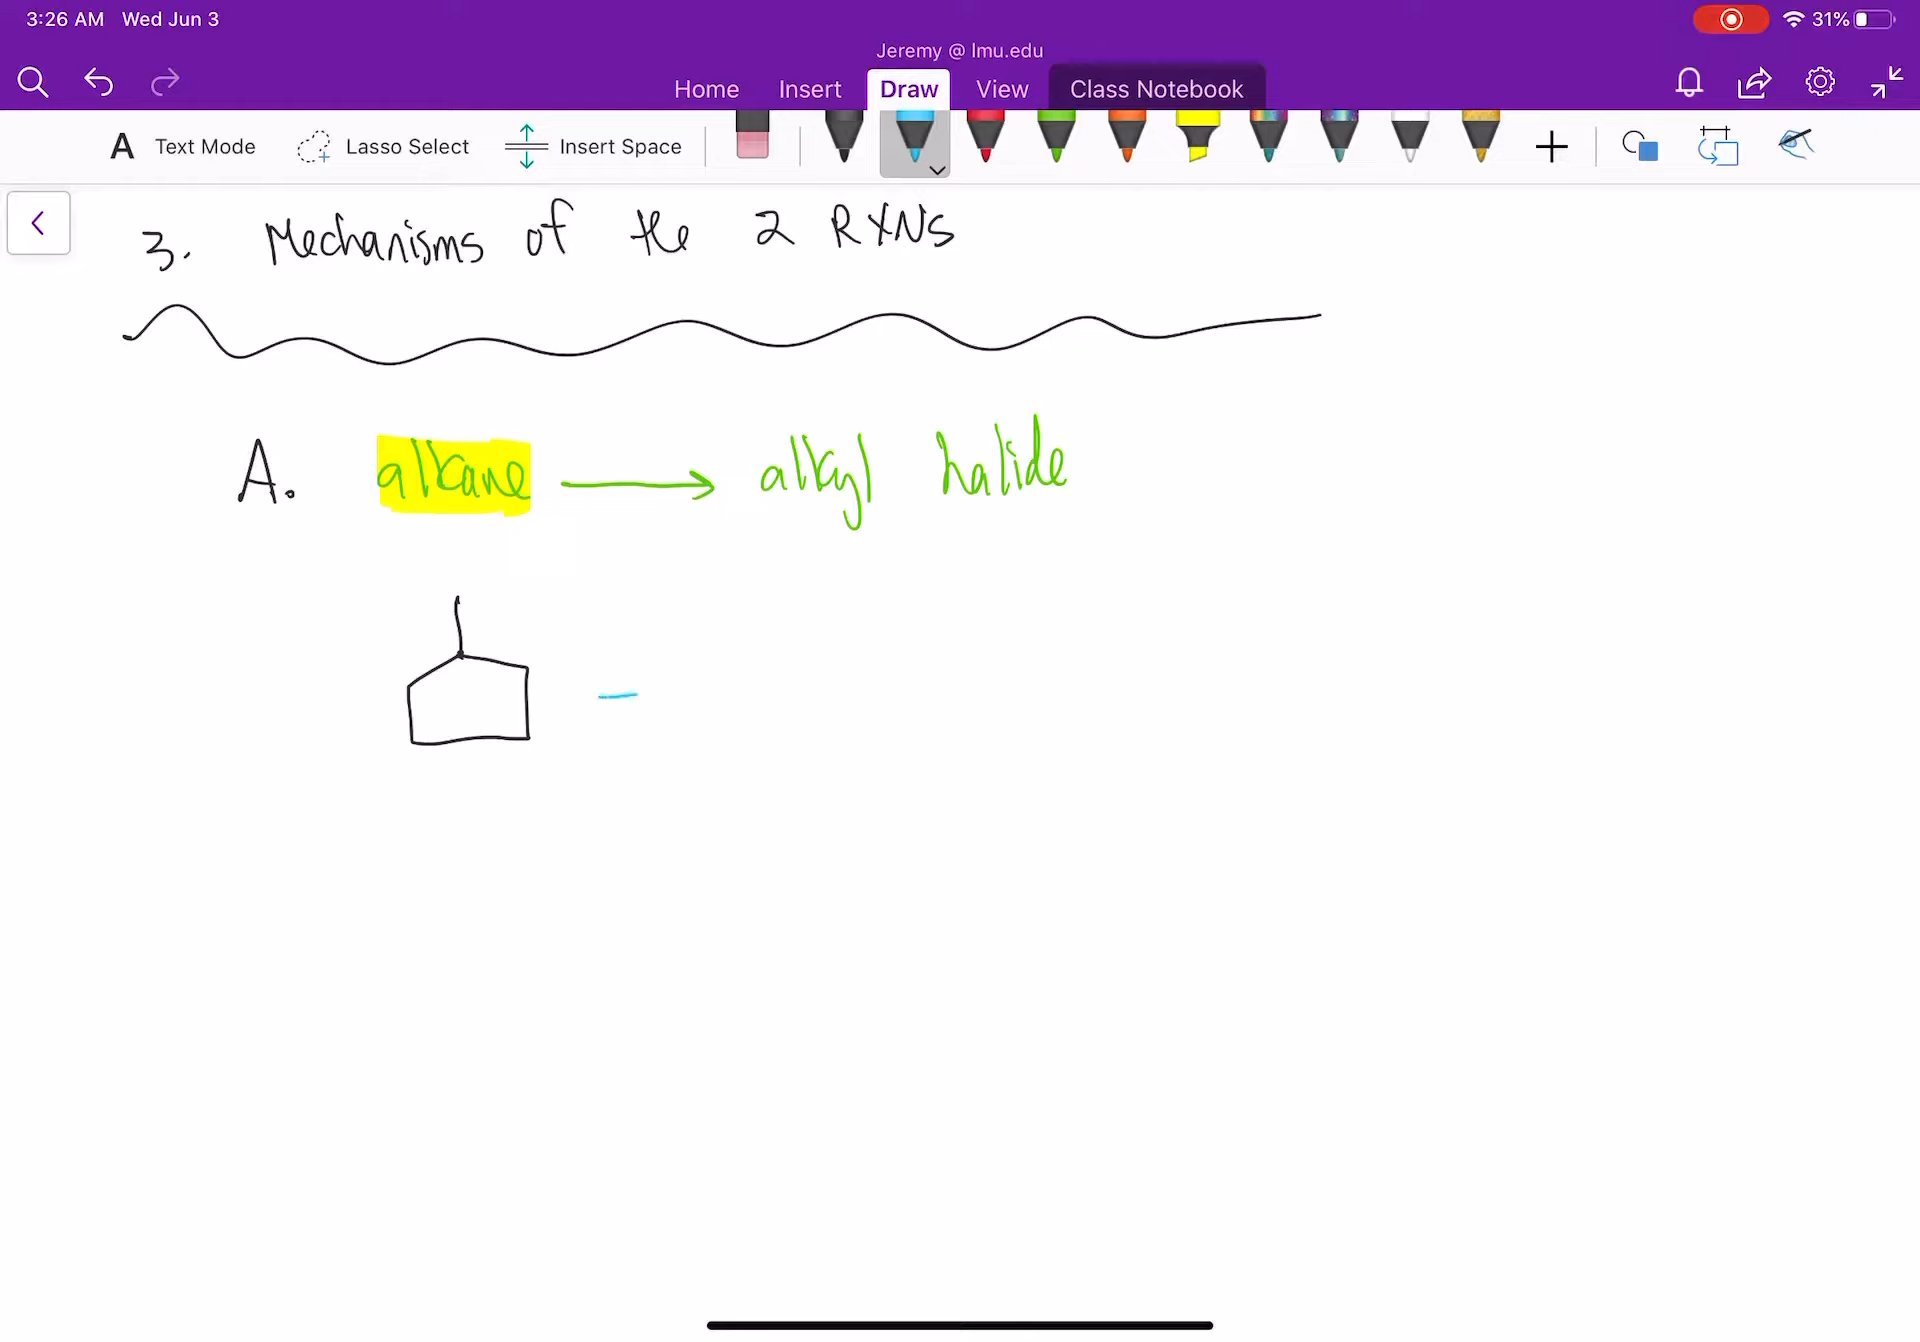 3:26 AM Wed Jun 3
31%
Jeremy @ lmu.edu
Home Insert Draw View Class Notebook
A Text Mode Lasso Select Insert Space
3. Mechanisms of the 2 RXNs
A. alkane → alkyl halide